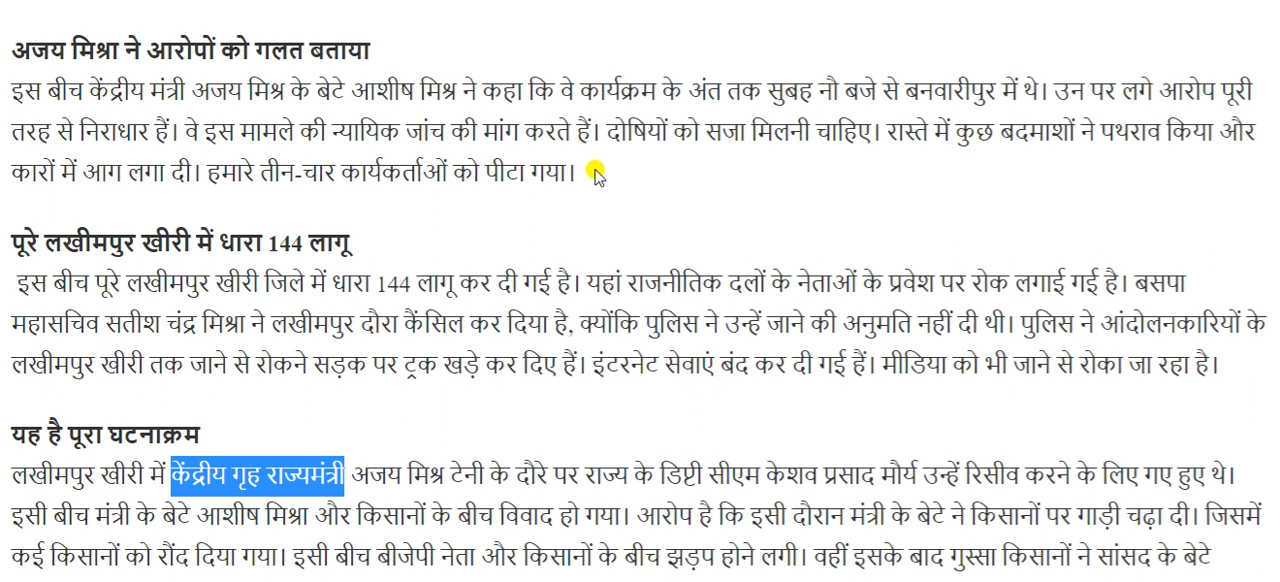 अजय मिश्रा ने आरोपों को गलत बताया
इस बीच केंद्रीय मंत्री अजय मिश्र के बेटे आशीष मिश्र ने कहा कि वे कार्यक्रम के अंत तक सुबह नौ बजे से बनवारीपुर में थे। उन पर लगे आरोप पूरी
तरह से निराधार हैं। वे इस मामले की न्यायिक जांच की मांग करते हैं। दोषियों को सजा मिलनी चाहिए। रास्ते में कुछ बदमाशों ने पथराव किया और
कारों में आग लगा दी। हमारे तीन-चार कार्यकर्ताओं को पीटा गया।
पूरे लखीमपुर खीरी में धारा 144 लागू
इस बीच पूरे लखीमपुर खीरी जिले में धारा 144 लागू कर दी गई है। यहां राजनीतिक दलों के नेताओं के प्रवेश पर रोक लगाई गई है। बसपा
महासचिव सतीश चंद्र मिश्रा ने लखीमपुर दौरा कैंसिल कर दिया है, क्योंकि पुलिस ने उन्हें जाने की अनुमति नहीं दी थी। पुलिस ने आंदोलनकारियों के
लखीमपुर खीरी तक जाने से रोकने सड़क पर ट्रक खड़े कर दिए हैं। इंटरनेट सेवाएं बंद कर दी गई हैं। मीडिया को भी जाने से रोका जा रहा है।
यह है पूरा घटनाक्रम
लखीमपुर खीरी में केंद्रीय गृह राज्यमंत्री अजय मिश्र टेनी के दौरे पर राज्य के डिप्टी सीएम केशव प्रसाद मौर्य उन्हें रिसीव करने के लिए गए हुए थे।
इसी बीच मंत्री के बेटे आशीष मिश्रा और किसानों के बीच विवाद हो गया। आरोप है कि इसी दौरान मंत्री के बेटे ने किसानों पर गाड़ी चढ़ा दी। जिसमें
कई किसानों को रौंद दिया गया। इसी बीच बीजेपी नेता और किसानों के बीच झड़प होने लगी। वहीं इसके बाद गुस्सा किसानों ने सांसद के बेटे